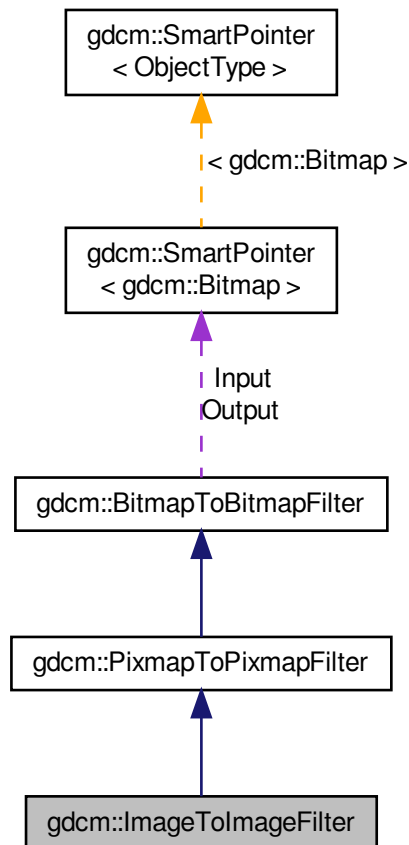 gdcm::SmartPointer
< ObjectType >
< gdcm::Bitmap >
gdcm::SmartPointer
< gdcm::Bitmap >
Input
Output
gdcm::BitmapToBitmapFilter
gdcm::PixmapToPixmapFilter
gdcm::ImageToImageFilter